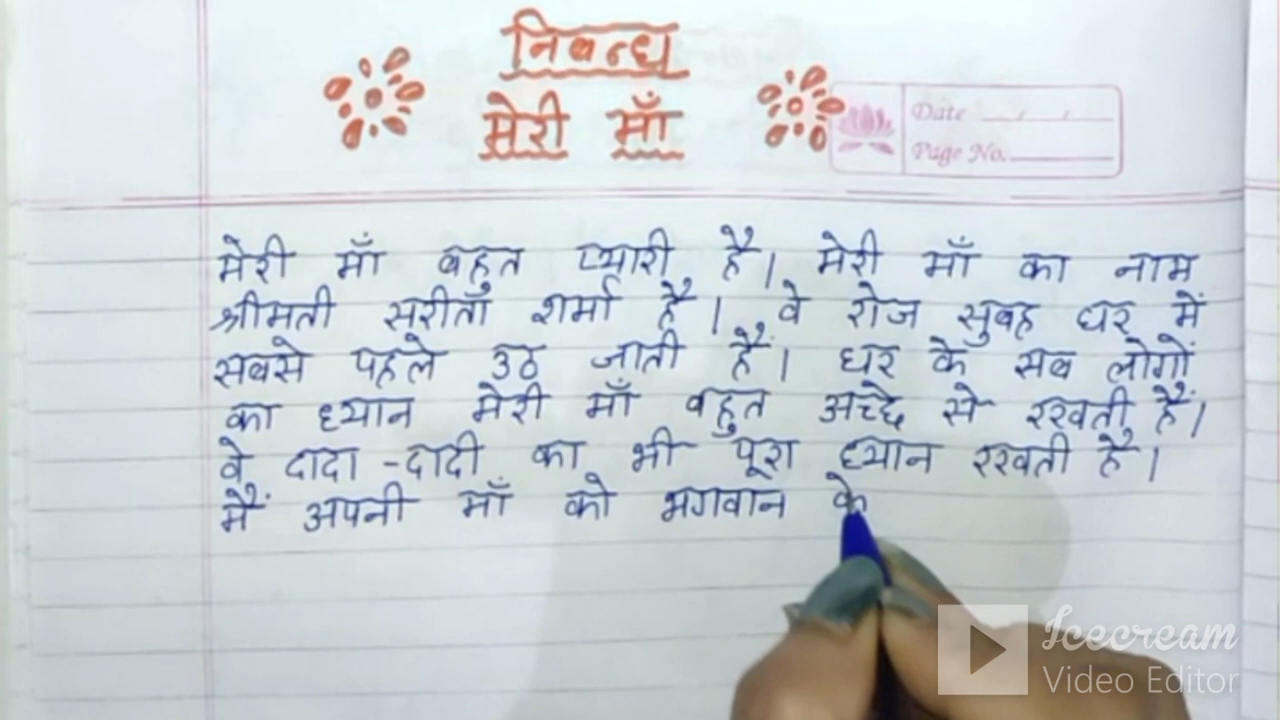 निबन्ध
मेरी माँ
Date
Page No.
मेरी माँ बहुत प्यारी है। मेरी माँ का नाम
श्रीमती सरीताँ शर्मा है। वे रोज सुबह घर में
सबसे पहले उठ जाती हैं। घर के सब लोगों
का ध्यान मेरी माँ बहुत अच्छे से रखती हैं।
वे दादा -दादी का भी पूरा ध्यान रखती है।
मैं अपनी माँ को भगवान के
Icecream
Video Editor